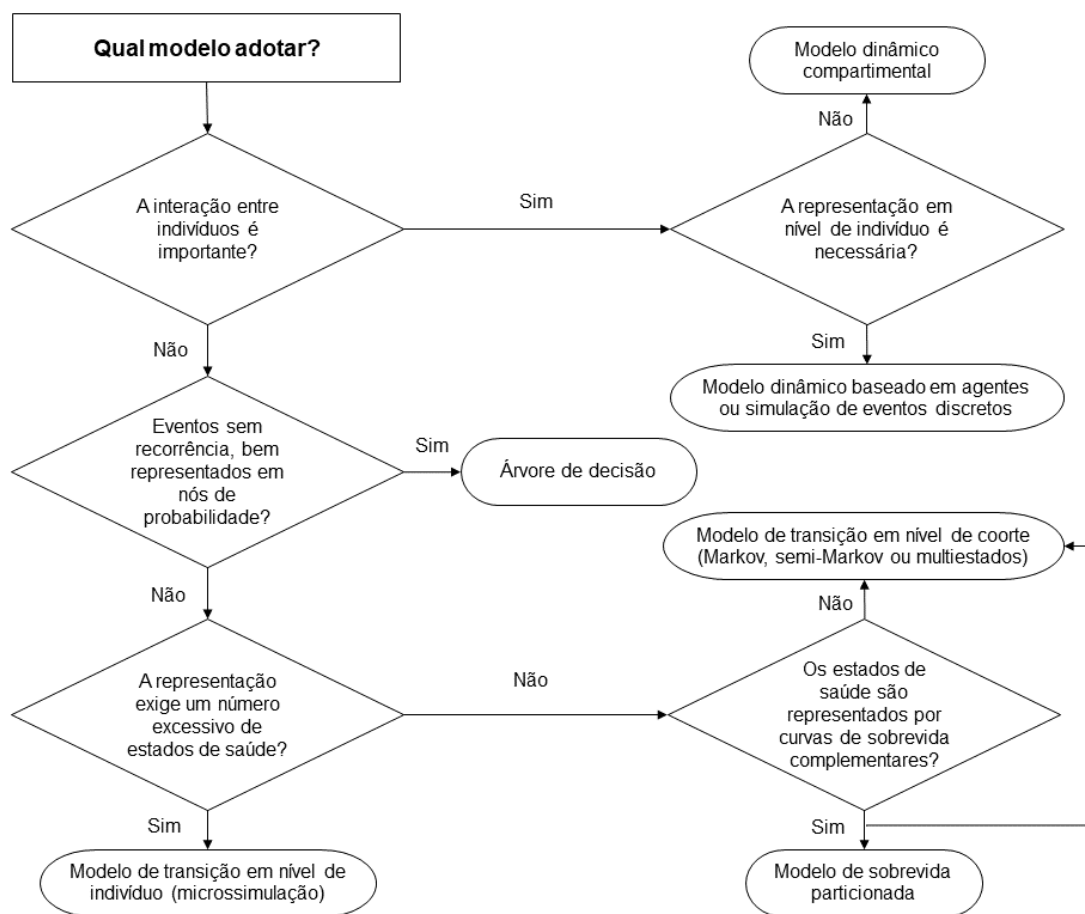 Qual modelo adotar?
Modelo dinâmico
compartimental
Não
A interação entre
indivíduos é
importante?
Sim
A representação em
nível de indivíduo é
necessária?
Não
Sim
Modelo dinâmico baseado em agentes
ou simulação de eventos discretos
Eventos sem
recorrência, bem
representados em
nós de
probabilidade?
Sim
Árvore de decisão
Modelo de transição em nível de coorte
(Markov, semi-Markov ou multiestados)
Não
Não
A representação
exige um número
excessivo de
estados de saúde?
Não
Os estados de
saúde são
representados por
curvas de sobrevida
complementares?
Sim
Sim
Modelo de transição em nível de
indivíduo (microssimulação)
Modelo de sobrevida
particionada